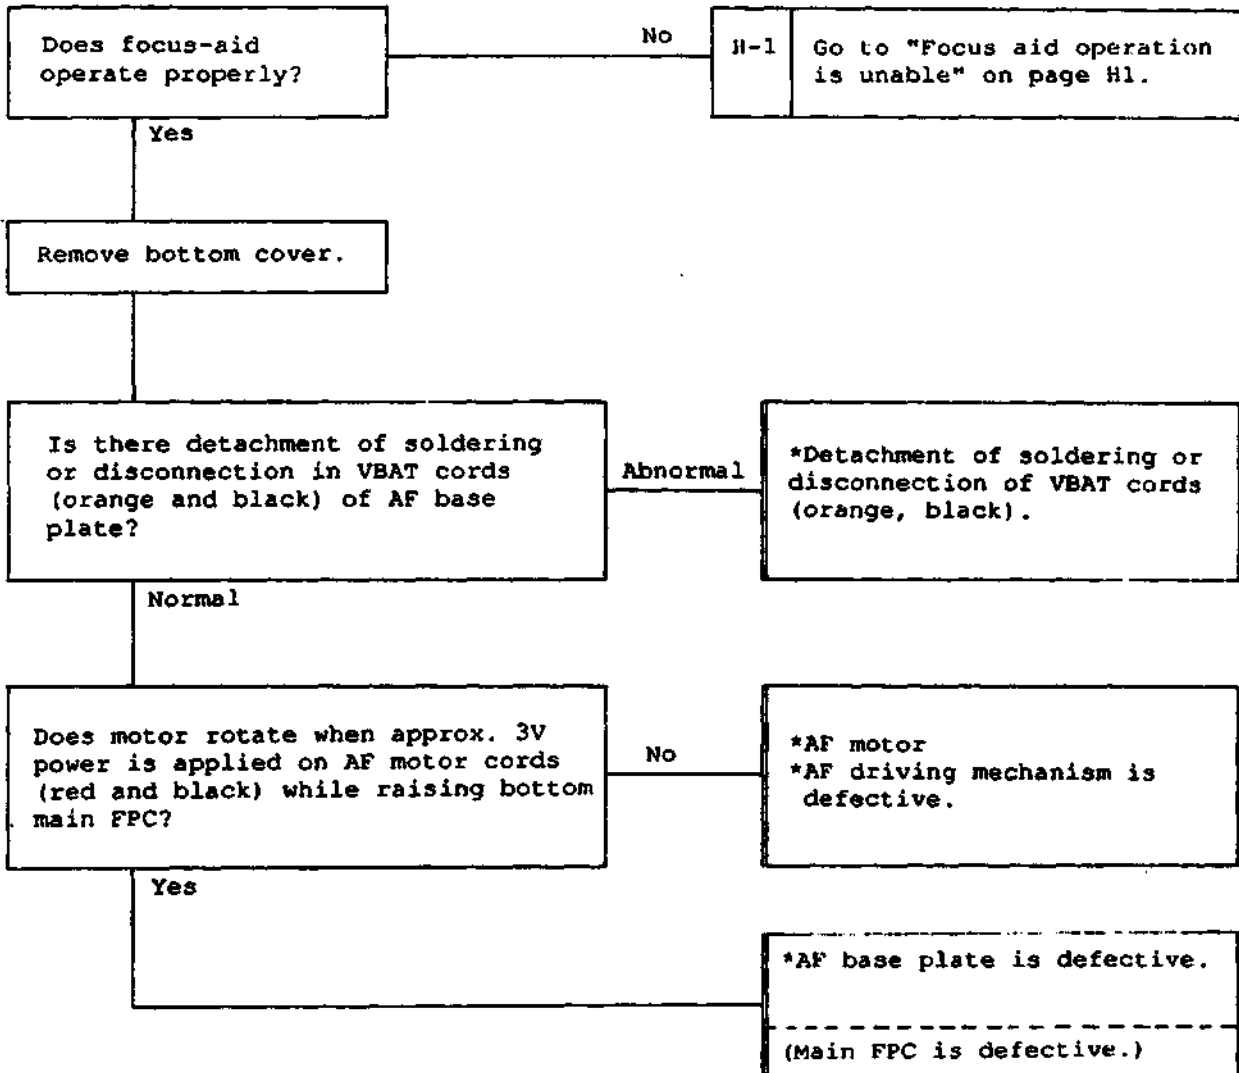 Does focus-aid
operate properly?
No
H-1
Go to "Focus aid operation
is unable" on page H1.
Yes
Remove bottom cover.
Is there detachment of soldering
or disconnection in VBAT cords
(orange and black) of AF base
plate?
Abnormal
*Detachment of soldering or
disconnection of VBAT cords
(orange, black).
Normal
Does motor rotate when approx. 3V
power is applied on AF motor cords
(red and black) while raising bottom
main FPC?
No
*AF motor
*AF driving mechanism is
defective.
Yes
*AF base plate is defective.
(Main FPC is defective.)